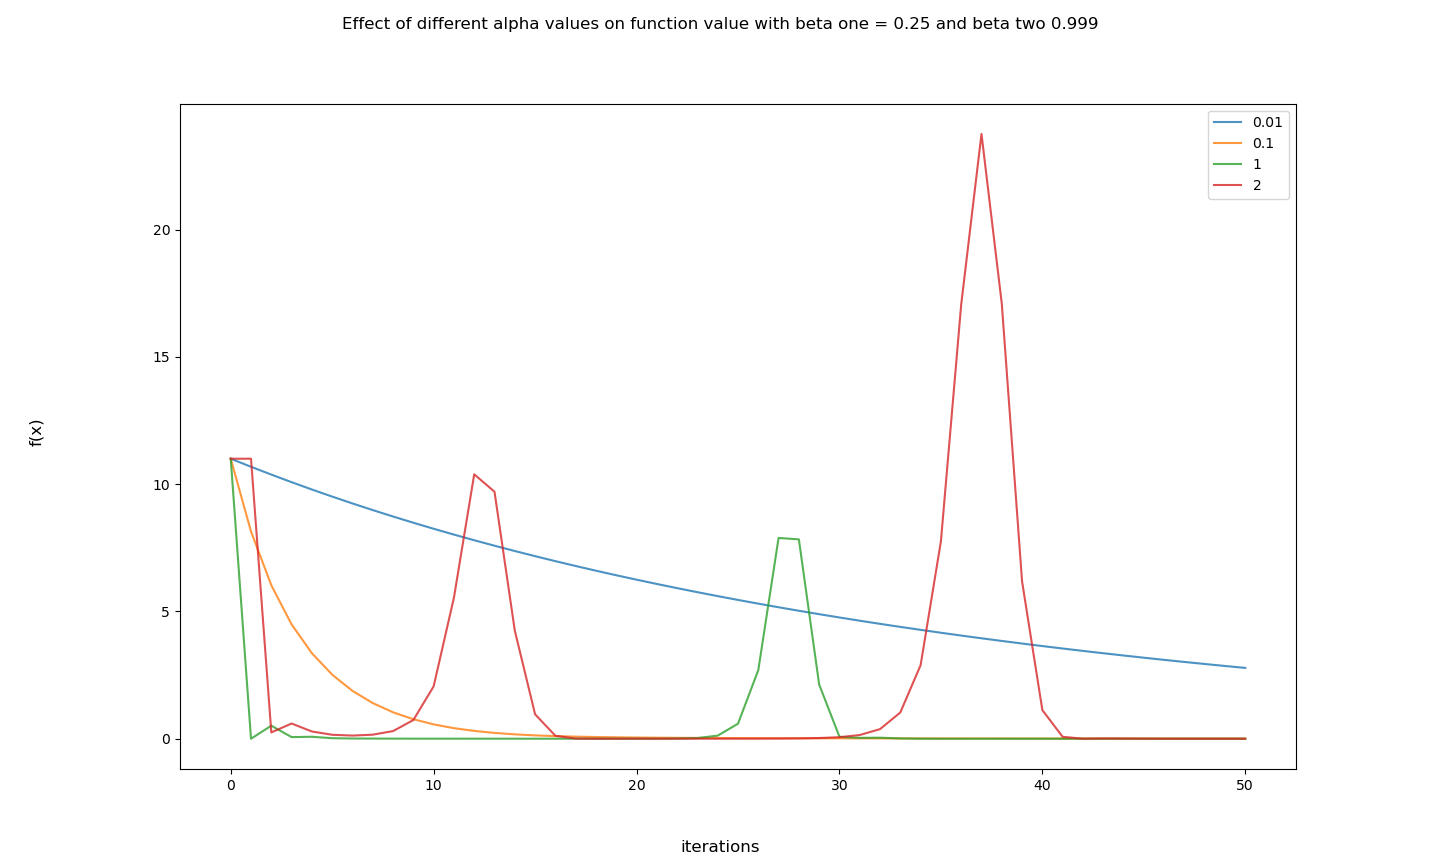 Effect of different alpha values on function value with beta one = 0.25 and beta two 0.999
0.01
0.1
1
2
20
15
10
5
0
f(x)
0 10 20 30 40 50
iterations